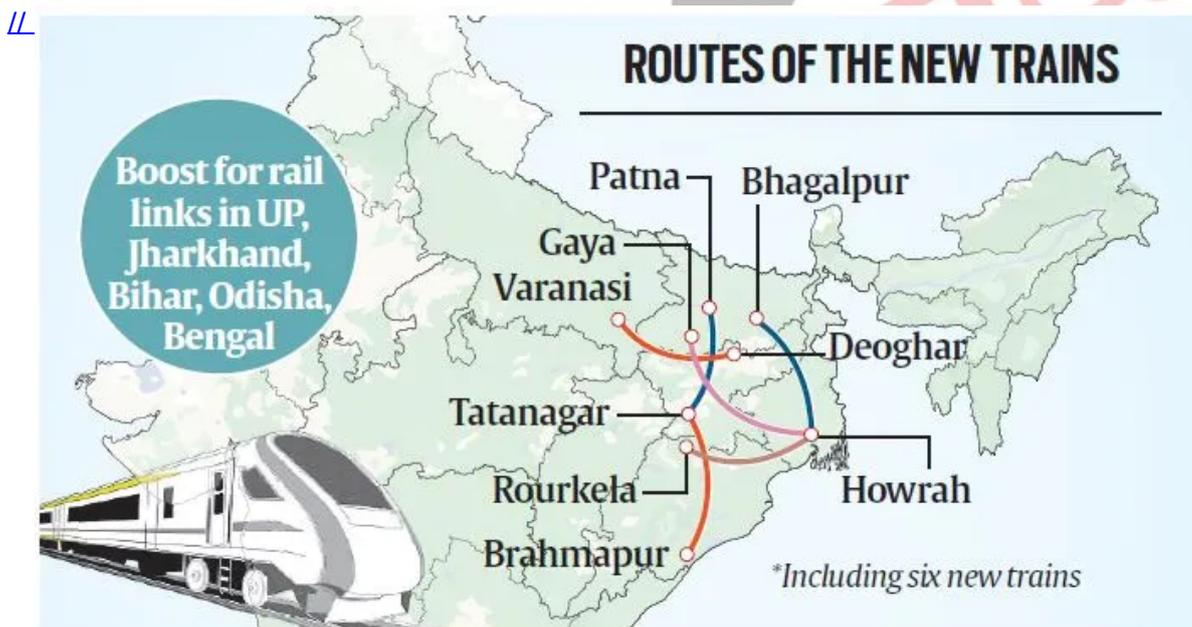 //
ROUTES OF THE NEW TRAINS
Boost for rail
links in UP,
Jharkhand,
Bihar, Odisha,
Bengal
Patna
Bhagalpur
Gaya
Varanasi
Deoghar
Tatanagar
Rourkela
Howrah
Brahmapur
*Including six new trains